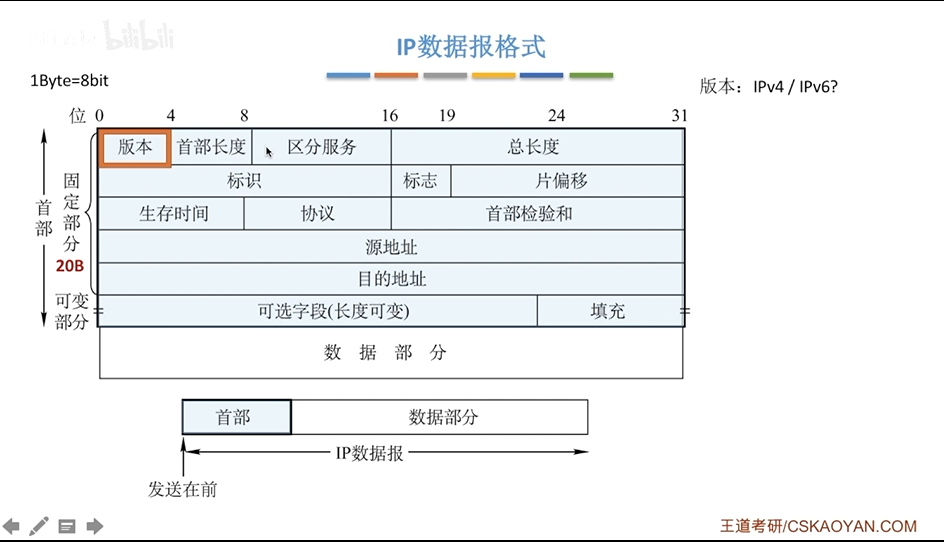 bilibili
IP数据报格式
1Byte=8bit
版本：IPv4 / IPv6?
位 0 4 8 16 19 24 31
版本 首部长度 区分服务 总长度
标识 标志 片偏移
生存时间 协议 首部检验和
源地址
目的地址
可选字段(长度可变) 填充
首部
固定部分
20B
可变
部分
数 据 部 分
首部 数据部分
IP数据报
发送在前
王道考研/CSKAOYAN.COM